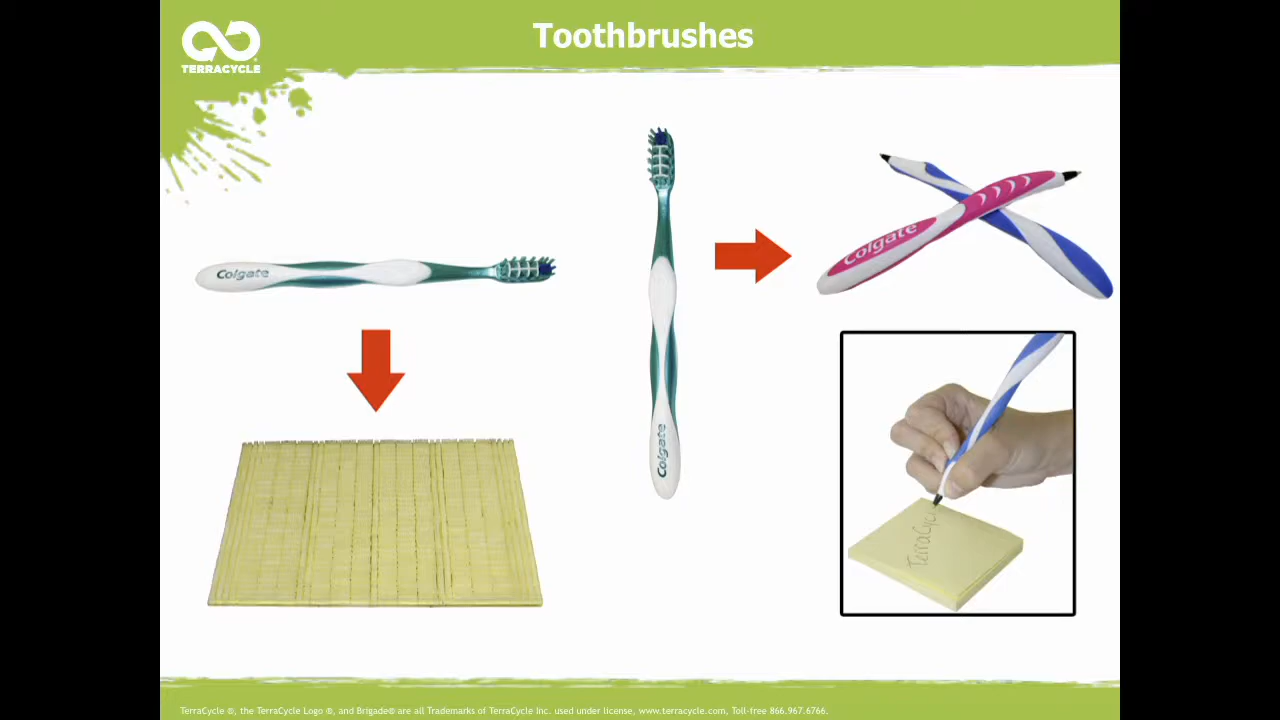 Toothbrushes
TERRACYCLE
Colgate
Colgate
Colgate
TerraCycle
TerraCycle ®, the TerraCycle Logo ®, and Brigade® are all Trademarks of TerraCycle Inc. used under license, www.terracycle.com, Toll-free 866.967.6766.